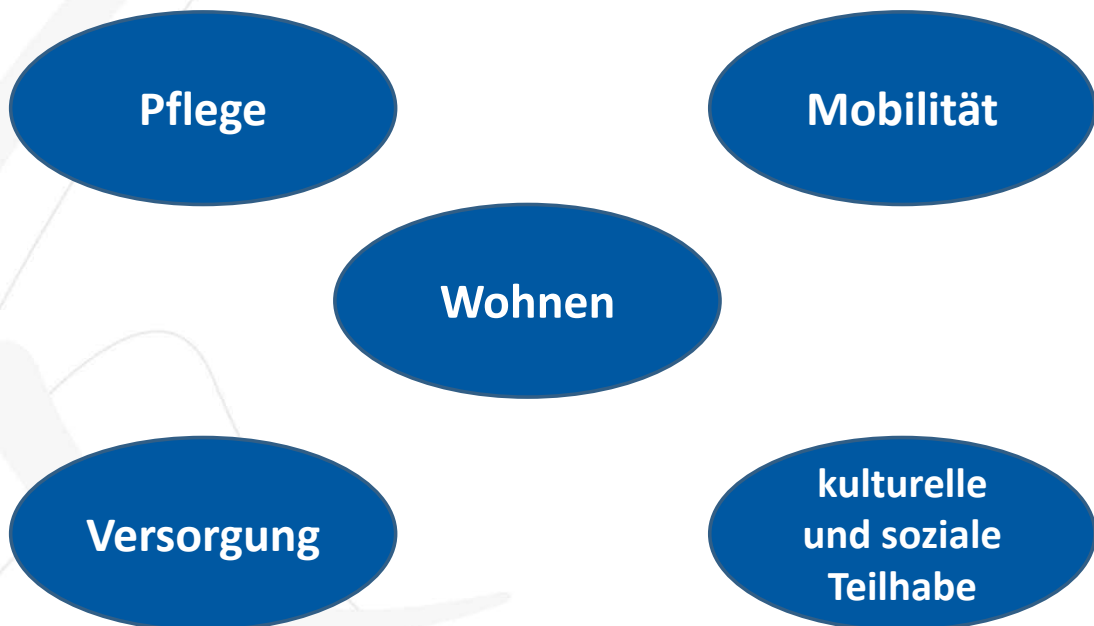 Pflege
Mobilität
Wohnen
Versorgung
kulturelle
und soziale
Teilhabe